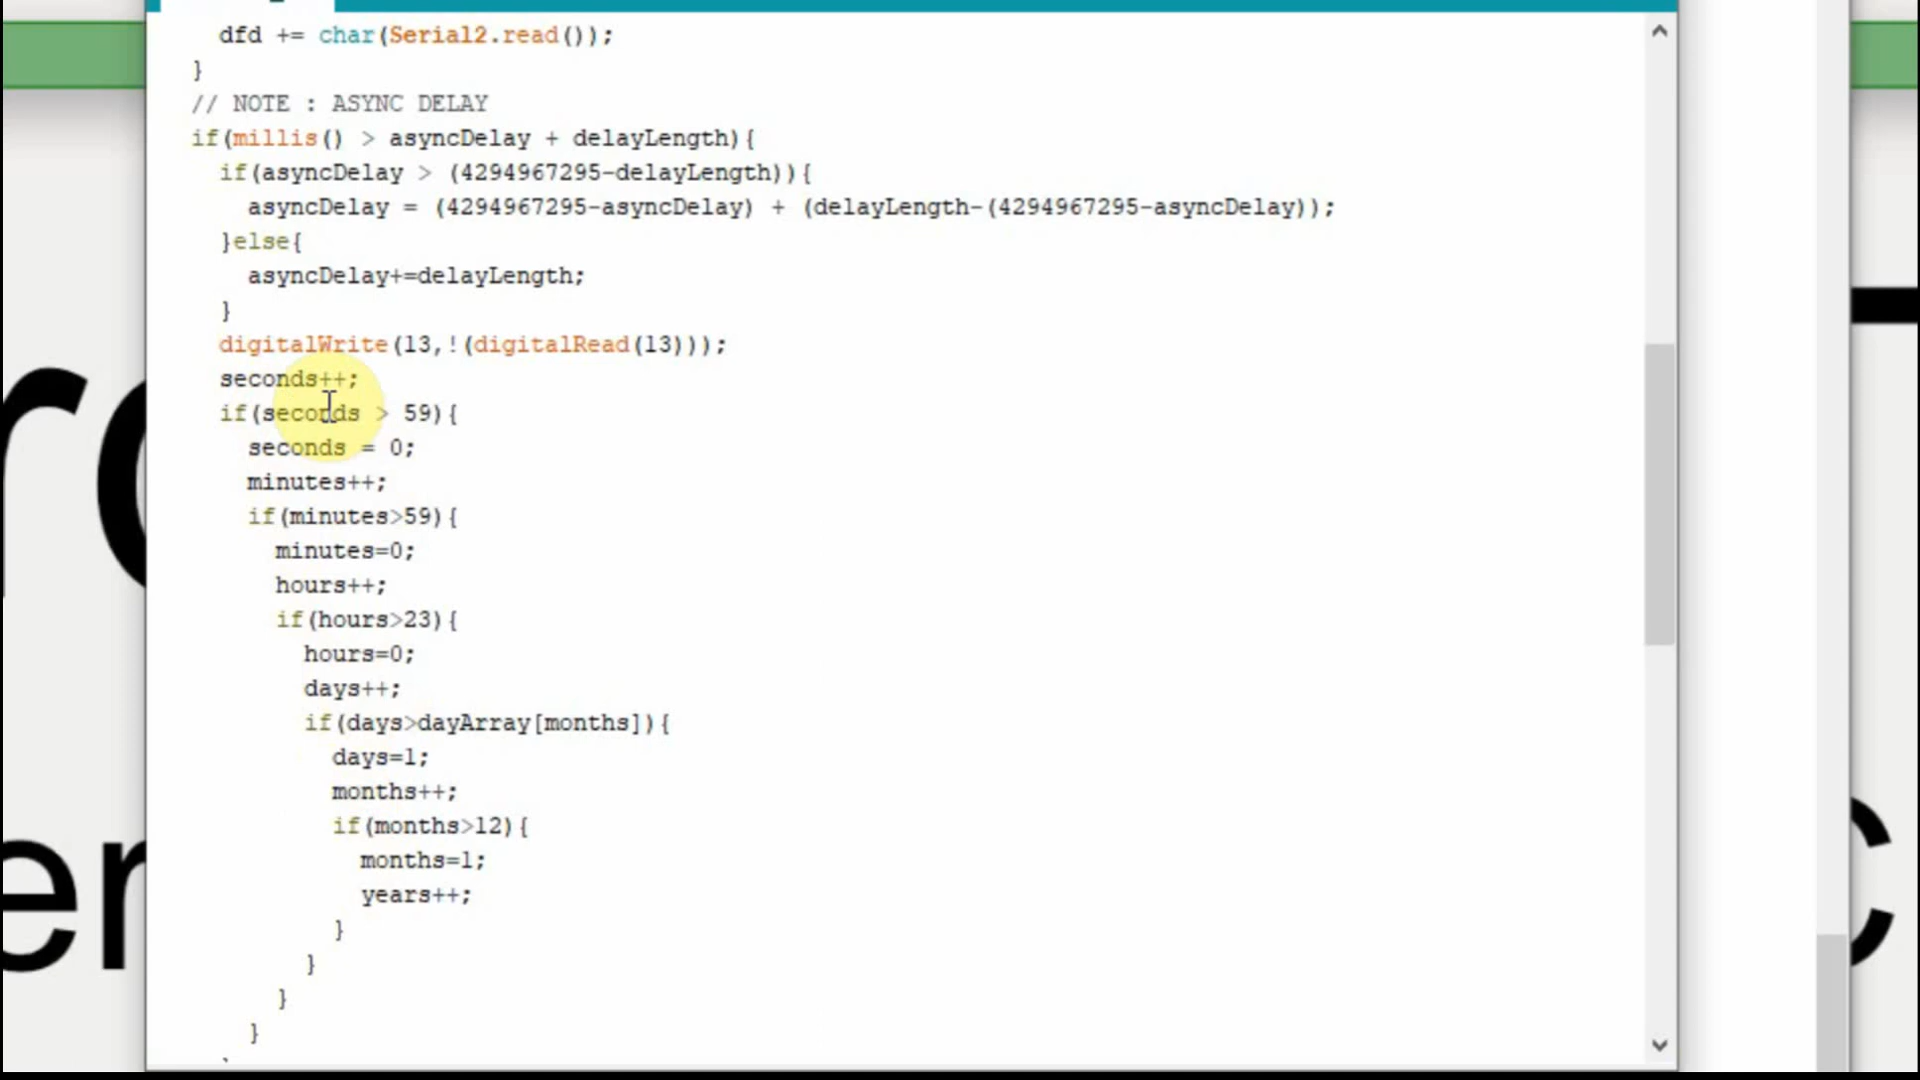 dfd += char(Serial2.read());
}
// NOTE : ASYNC DELAY
if(millis() > asyncDelay + delayLength){
if(asyncDelay > (4294967295-delayLength)){
asyncDelay = (4294967295-asyncDelay) + (delayLength-(4294967295-asyncDelay));
}else{
asyncDelay+=delayLength;
}
digitalWrite(13,!(digitalRead(13)));
seconds++;
if(seconds > 59){
seconds = 0;
minutes++;
if(minutes>59){
minutes=0;
hours++;
if(hours>23){
hours=0;
days++;
if(days>dayArray[months]){
days=1;
months++;
if(months>12){
months=1;
years++;
}
}
}
}